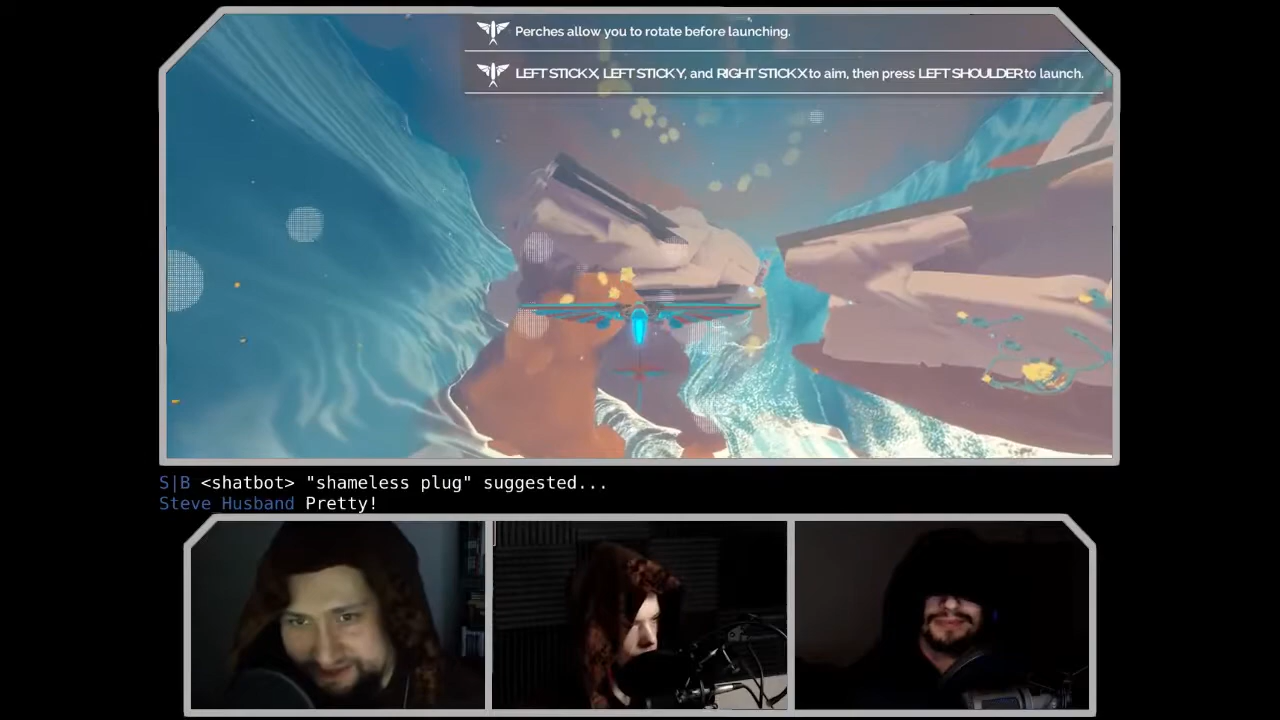 Perches allow you to rotate before launching.
LEFT STICK X, LEFT STICK Y, and RIGHT STICK X to aim, then press LEFT SHOULDER to launch.
S|B <shatbot> "shameless plug" suggested...
Steve Husband Pretty!